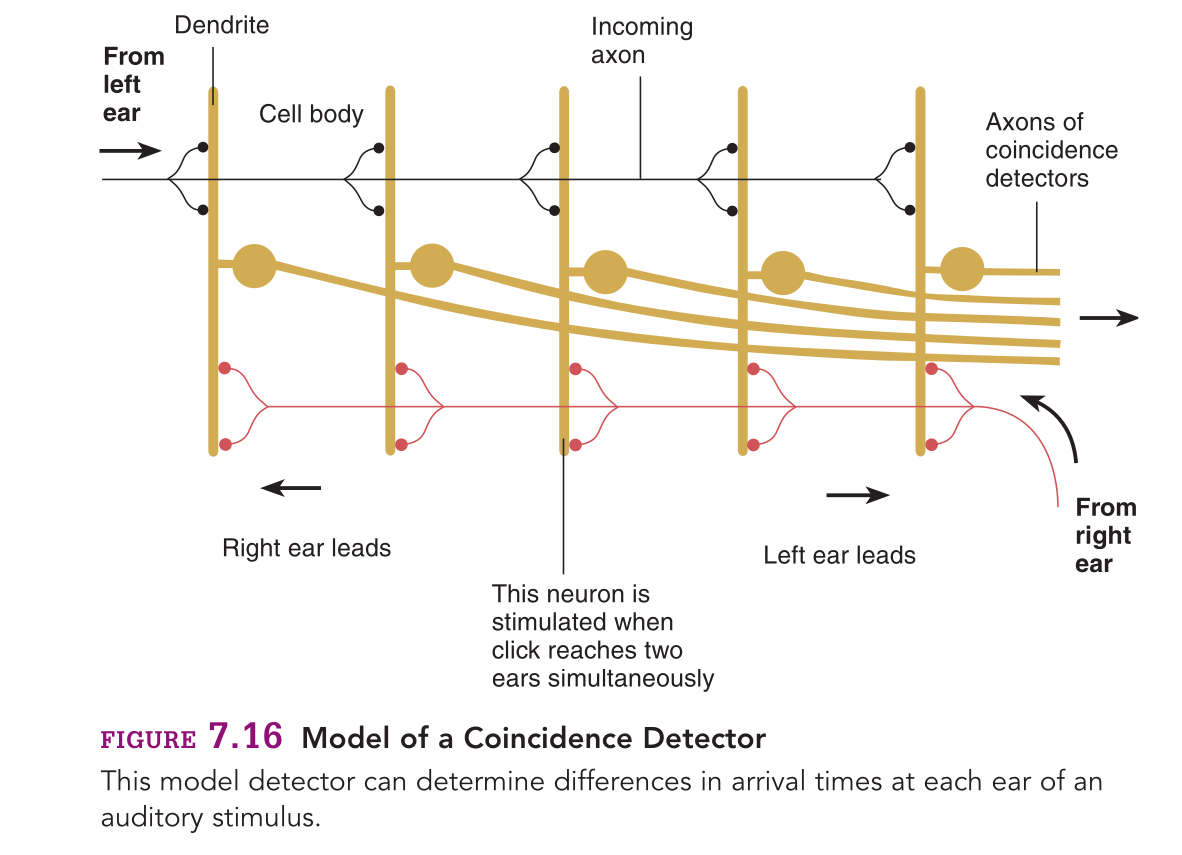 Dendrite
From
left
ear
Cell body
Incoming
axon
Axons of
coincidence
detectors
Right ear leads
Left ear leads
From
right
ear
This neuron is
stimulated when
click reaches two
ears simultaneously
FIGURE 7.16 Model of a Coincidence Detector
This model detector can determine differences in arrival times at each ear of an
auditory stimulus.